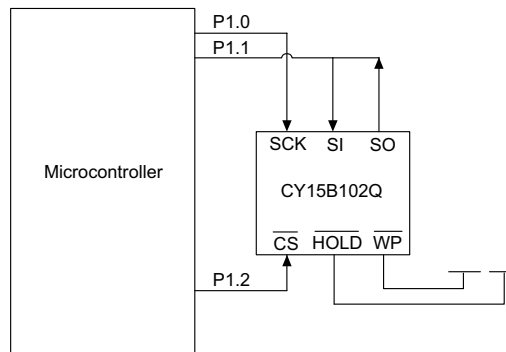 P1.0
P1.1
SCK SI SO
Microcontroller
CY15B102Q
CS HOLD WP
P1.2